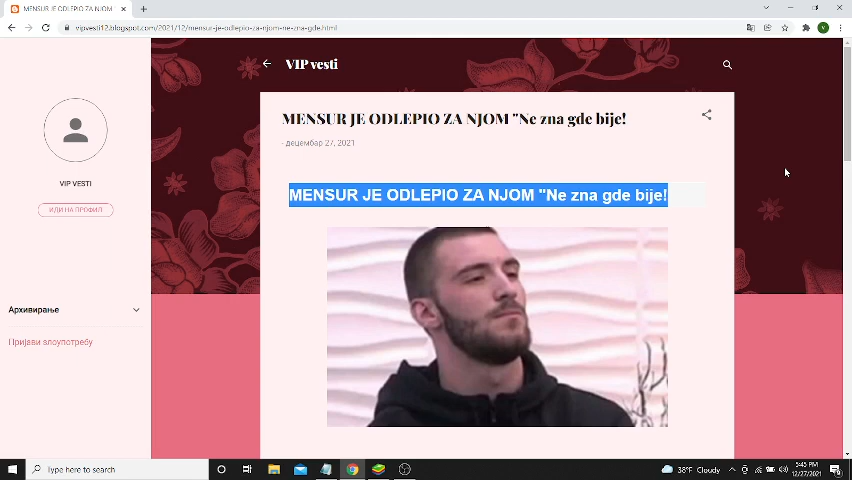 MENSUR JE ODLEPIO ZA NJOM "
vipvesti12.blogspot.com/2021/12/mensur-je-odlepio-za-njom-ne-zna-gde.html
V
VIP vesti
MENSUR JE ODLEPIO ZA NJOM "Ne zna gde bije!
- децембар 27, 2021
VIP VESTI
ИДИ НА ПРОФИЛ
MENSUR JE ODLEPIO ZA NJOM "Ne zna gde bije!
Архивирање
Пријави злоупотребу
Type here to search
38°F Cloudy
5:45 PM
12/27/2021